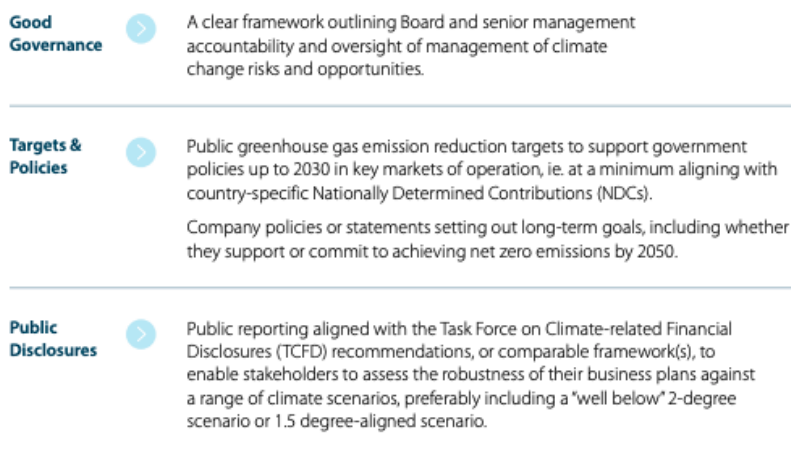 Good
Governance
A clear framework outlining Board and senior management
accountability and oversight of management of climate
change risks and opportunities.
Targets &
Policies
Public greenhouse gas emission reduction targets to support government
policies up to 2030 in key markets of operation, ie. at a minimum aligning with
country-specific Nationally Determined Contributions (NDCs).
Company policies or statements setting out long-term goals, including whether
they support or commit to achieving net zero emissions by 2050.
Public
Disclosures
Public reporting aligned with the Task Force on Climate-related Financial
Disclosures (TCFD) recommendations, or comparable framework(s), to
enable stakeholders to assess the robustness of their business plans against
a range of climate scenarios, preferably including a “well below” 2-degree
scenario or 1.5 degree-aligned scenario.